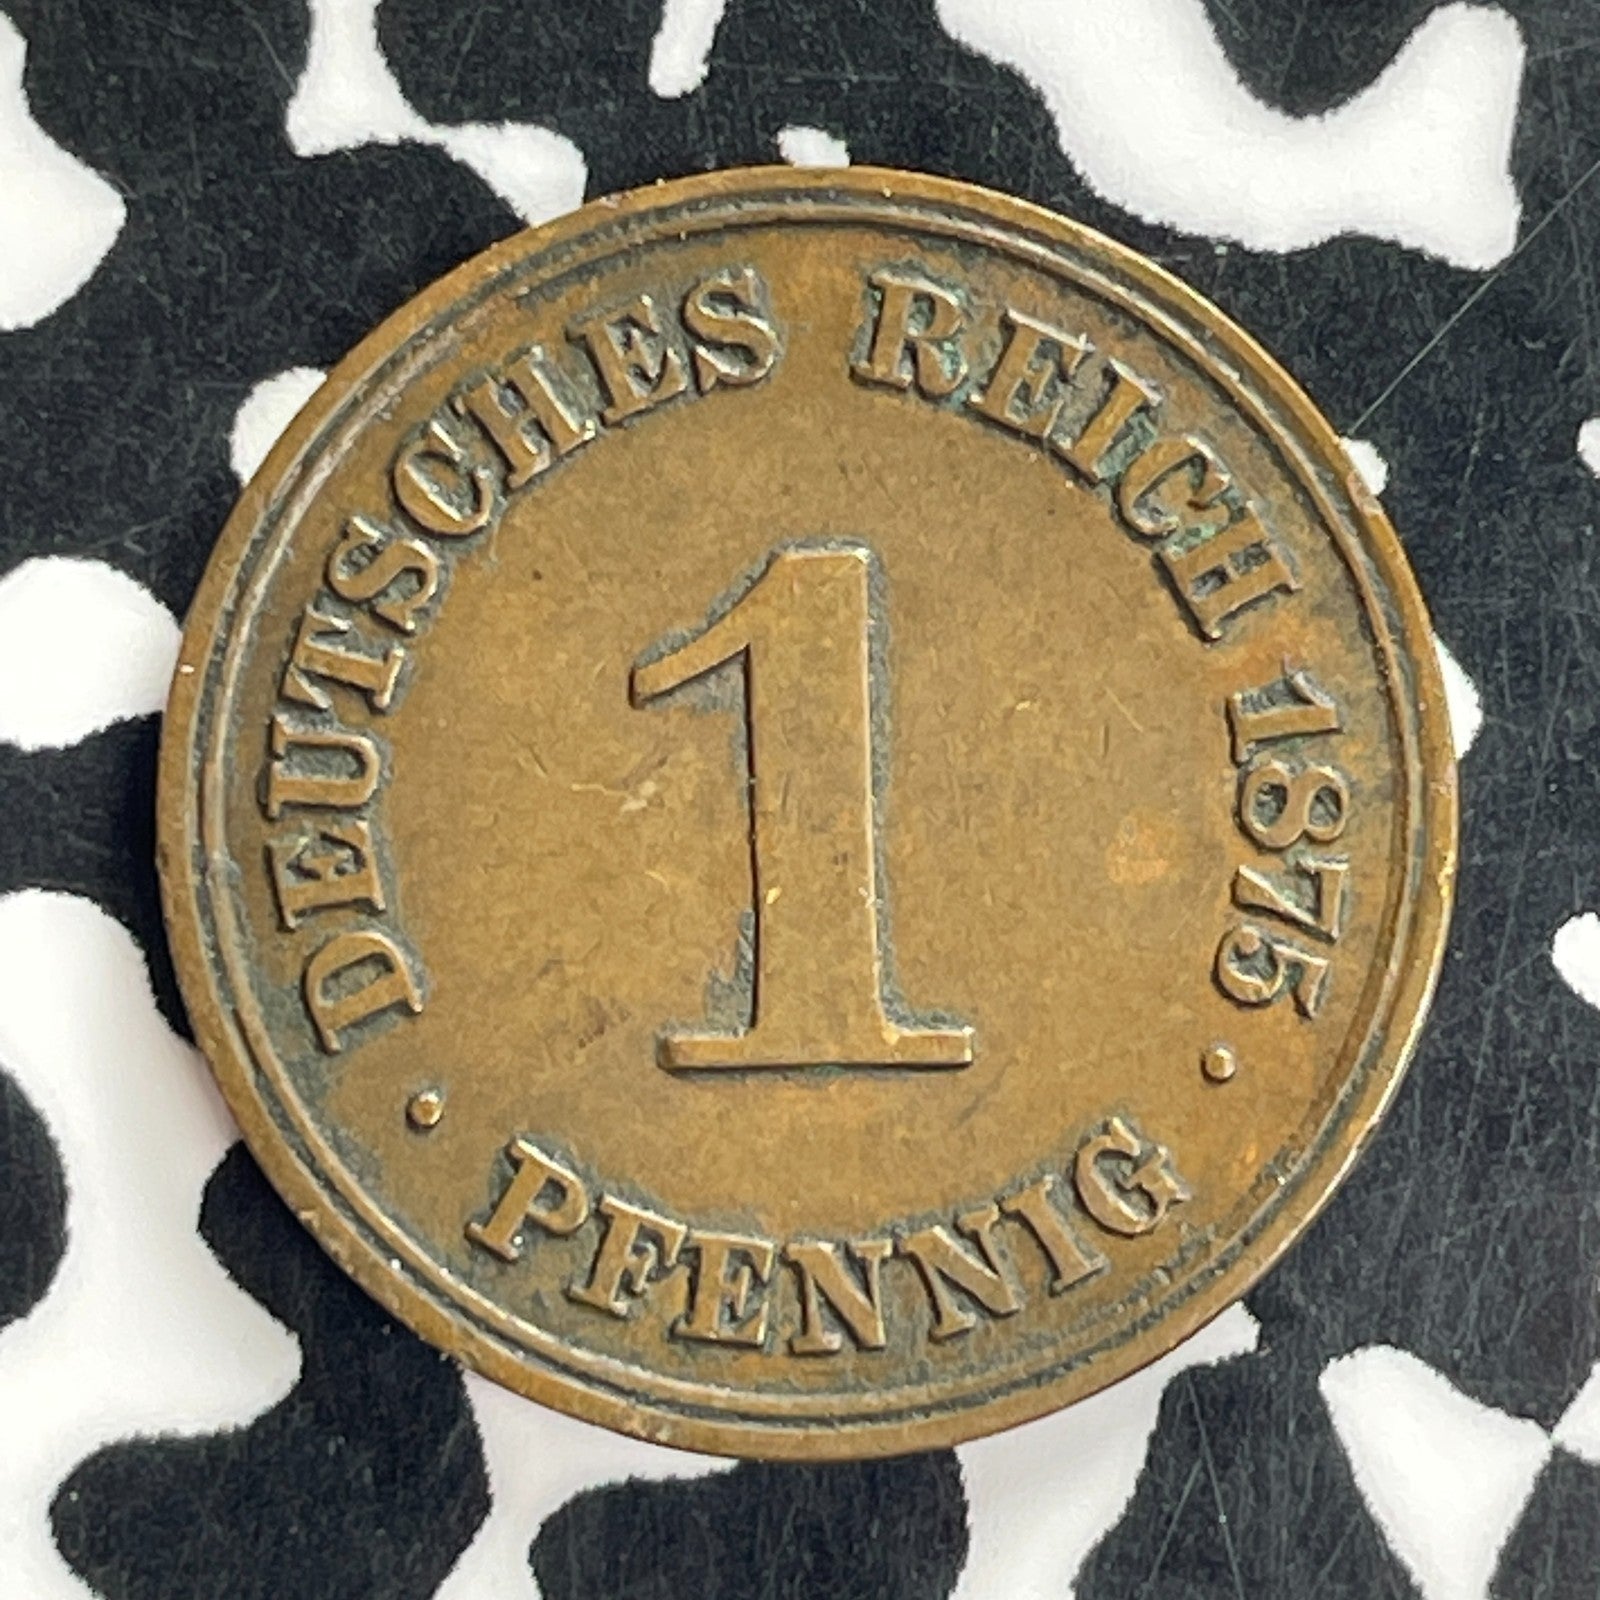 DEUTSCHES REICH 1875
1
· PFENNIG ·